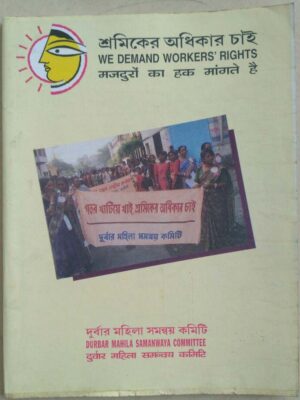 শ্রমিকের অধিকার চাই
WE DEMAND WORKERS' RIGHTS
मजदुरों का हक मांगते है
গতর খাটিয়ে খাই শ্রমিকের অধিকার চাই
দুর্বার মহিলা সমন্বয় কমিটি
দুর্বার মহিলা সমন্বয় কমিটি
DURBAR MAHILA SAMANWAYA COMMITTEE
दुर्वार महिला समन्वय कमिटि